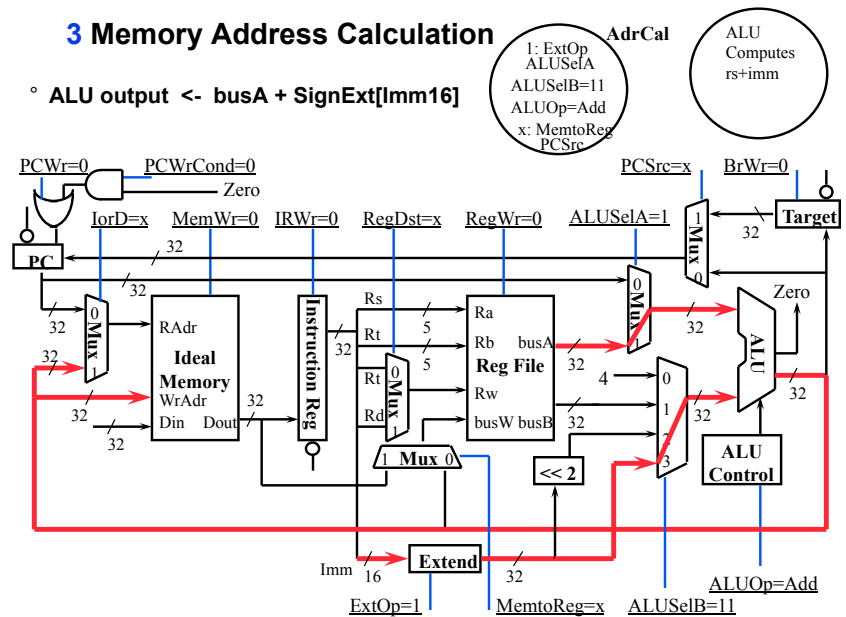 3 Memory Address Calculation
AdrCal
1: ExtOp
ALUSelA
ALUSelB=11
ALUOp=Add
x: MemtoReg
PCSrc
ALU
Computes
rs+imm
° ALU output <- busA + SignExt[Imm16]
PCWr=0
PCWrCond=0
Zero
PCSrc=x
BrWr=0
IorD=x
MemWr=0
IRWr=0
RegDst=x
RegWr=0
ALUSelA=1
1
Mux
0
32
Target
PC
32
32
32
0
Mux
1
32
32
RAdr
Ideal
Memory
WrAdr
Din
Dout
32
32
32
Instruction Reg
32
Rs
Rt
5
5
Rt
Rd
0
Mux
1
Ra
Rb
busA
Reg File
Rw
busW
busB
32
32
0
Mux
1
32
4
0
1
2
3
32
<< 2
ALU
Zero
32
ALU
Control
1 Mux 0
Imm
16
Extend
32
ExtOp=1
MemtoReg=x
ALUSelB=11
ALUOp=Add